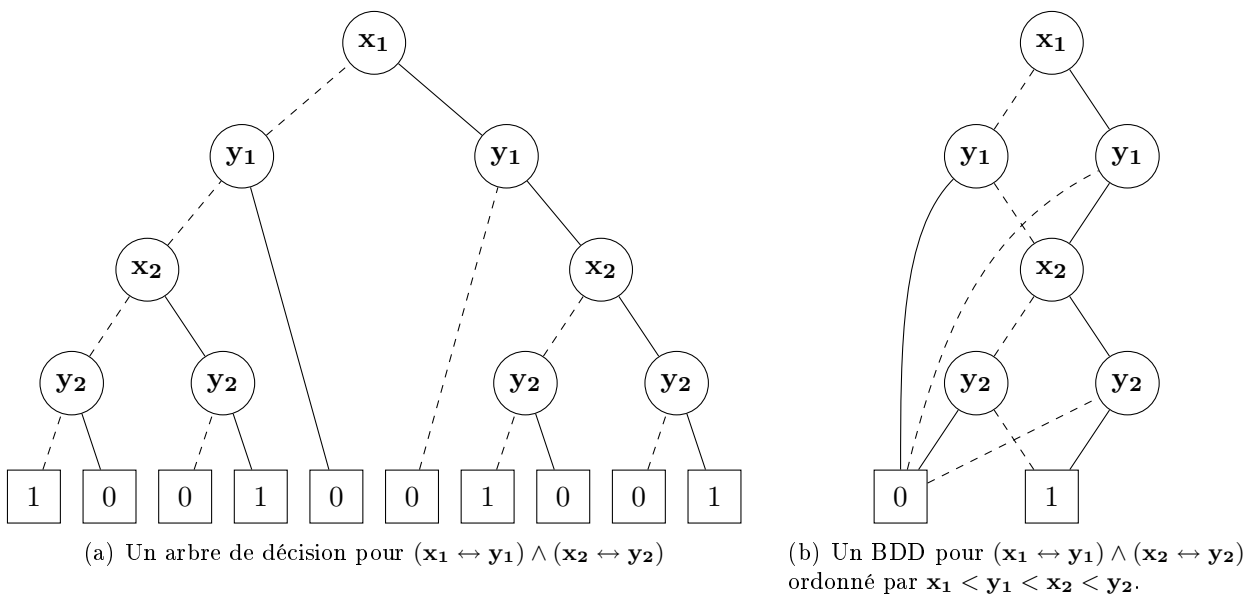 x₁ x₁
y₁ y₁ y₁ y₁
x₂ x₂ x₂
y₂ y₂ y₂ y₂ y₂ y₂
1 0 0 1 0 0 1 0 0 1 0 1
(a) Un arbre de décision pour (x₁ ↔ y₁) ∧ (x₂ ↔ y₂)
(b) Un BDD pour (x₁ ↔ y₁) ∧ (x₂ ↔ y₂)
ordonné par x₁ < y₁ < x₂ < y₂.